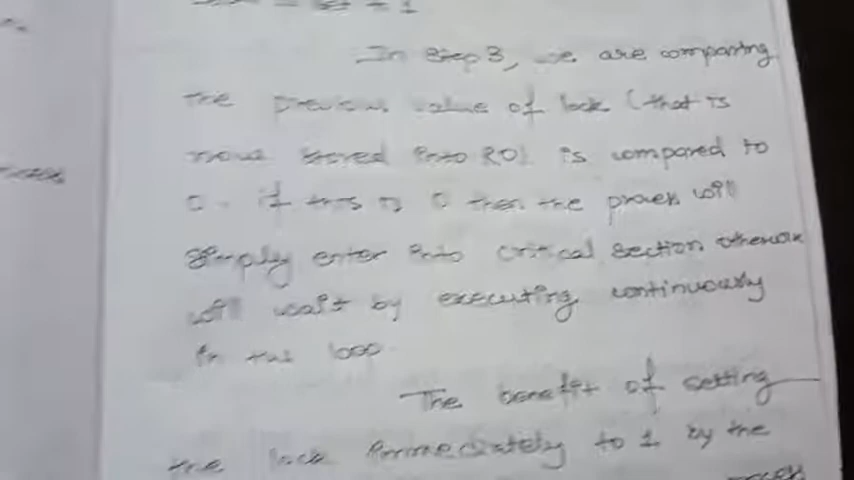 + 1
In Step 3, we are comparing
the previous value of lock (that is
now stored into R0) is compared to
0. if this is 0 then the process will
simply enter into critical section otherwise
will wait by executing continuously
in the loop
The benefit of setting
the lock immediately to 1 by the
process